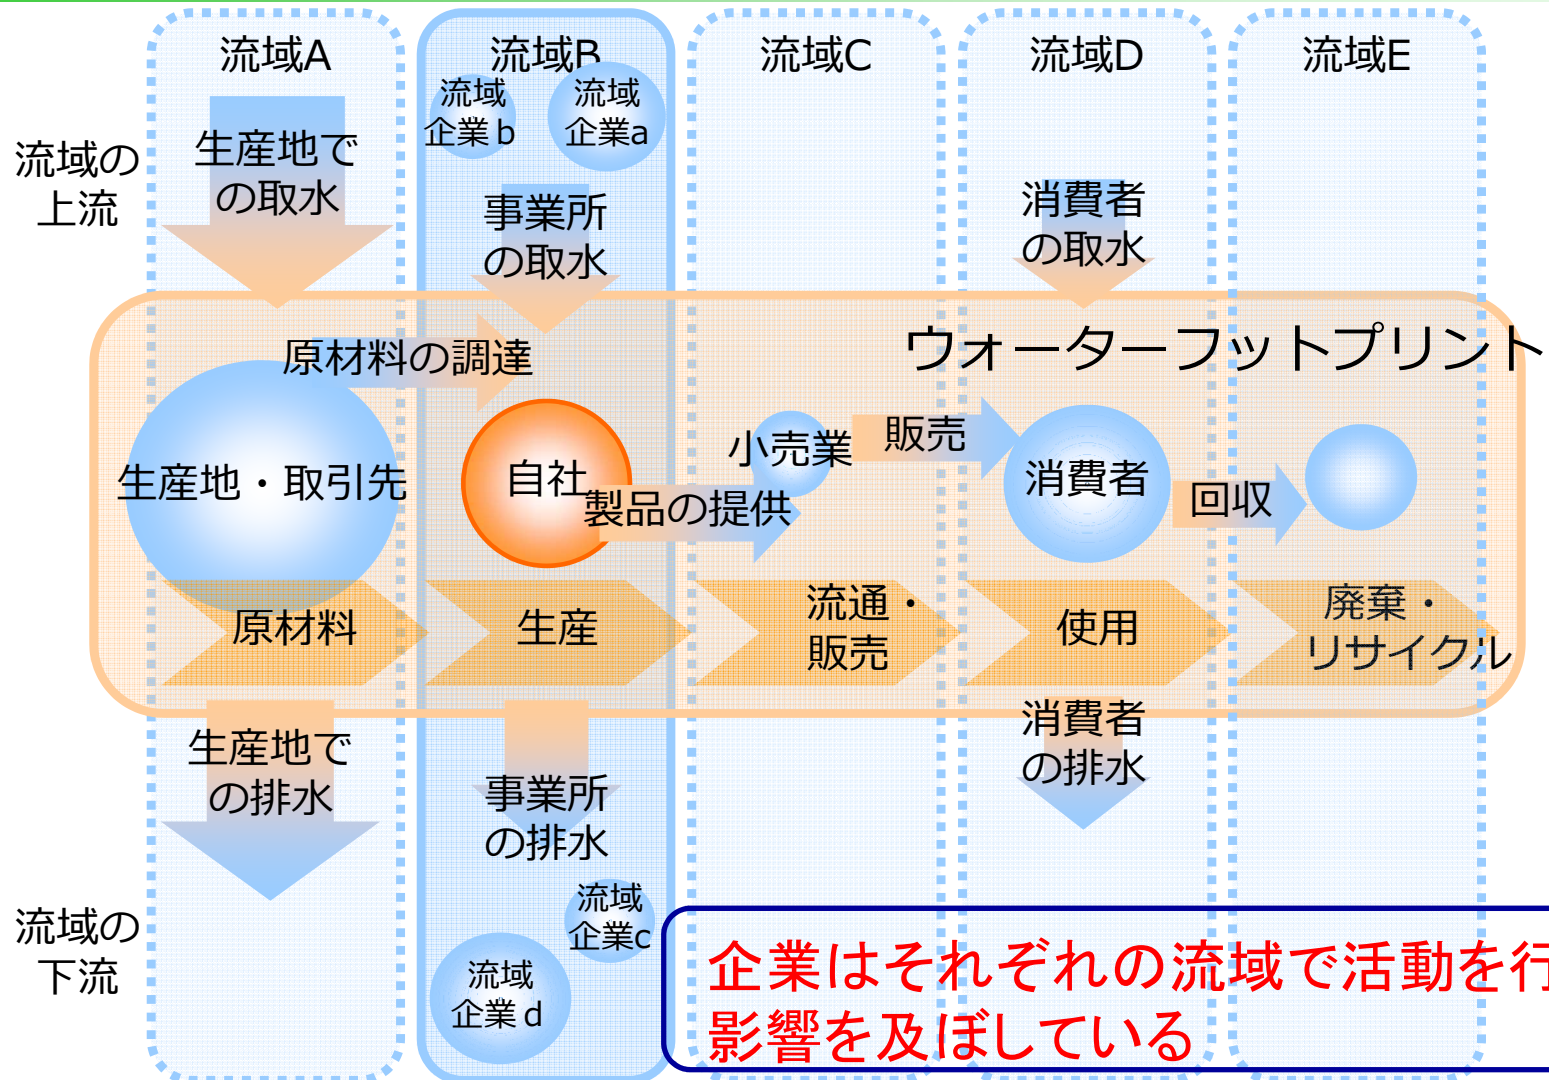 流域A
流域B
流域C
流域D
流域E
流域
企業b
流域
企業a
流域の
上流
生産地で
の取水
事業所
の取水
消費者
の取水
ウォーターフットプリント
原材料の調達
生産地・取引先
自社
製品の提供
小売業
販売
消費者
回収
原材料
生産
流通・
販売
使用
廃棄・
リサイクル
生産地で
の排水
事業所
の排水
消費者
の排水
流域の
下流
流域
企業c
流域
企業d
企業はそれぞれの流域で活動を行
影響を及ぼしている